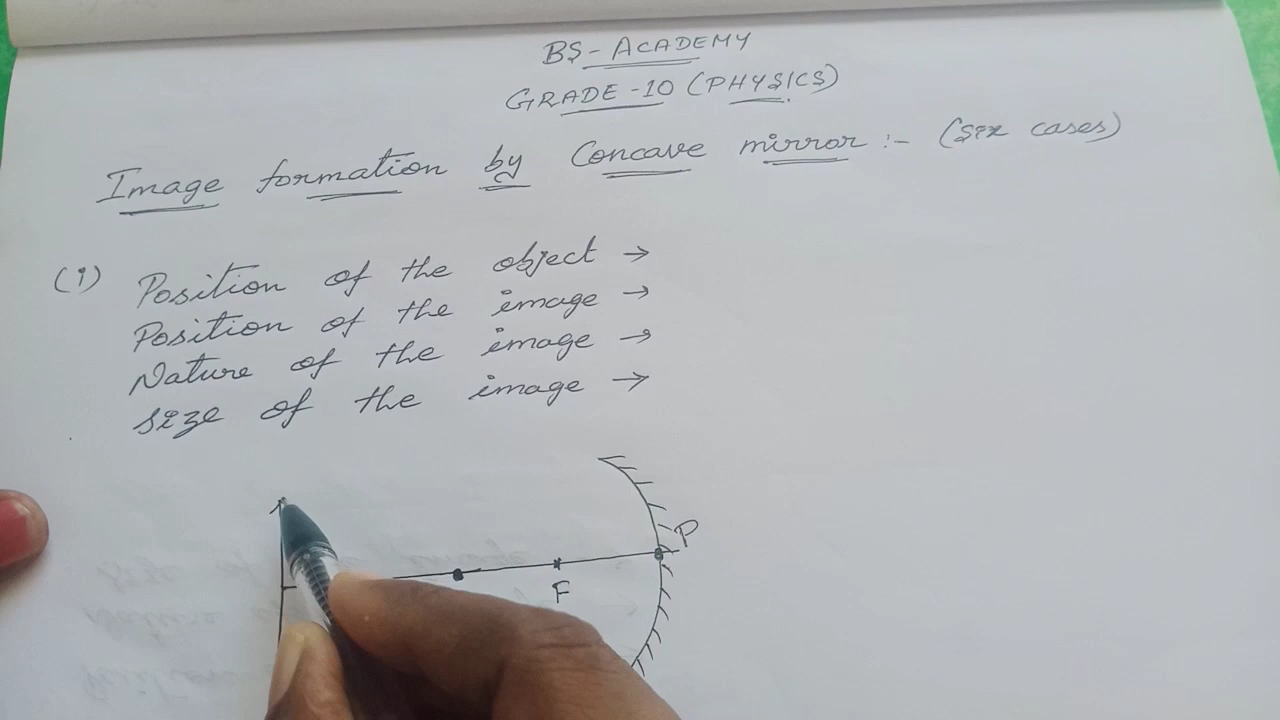 BS-ACADEMY
GRADE-10 (PHYSICS)
Image formation by Concave mirror :- (Six cases)
(i) Position of the object →
Position of the image →
Nature of the image →
Size of the image →
P
F